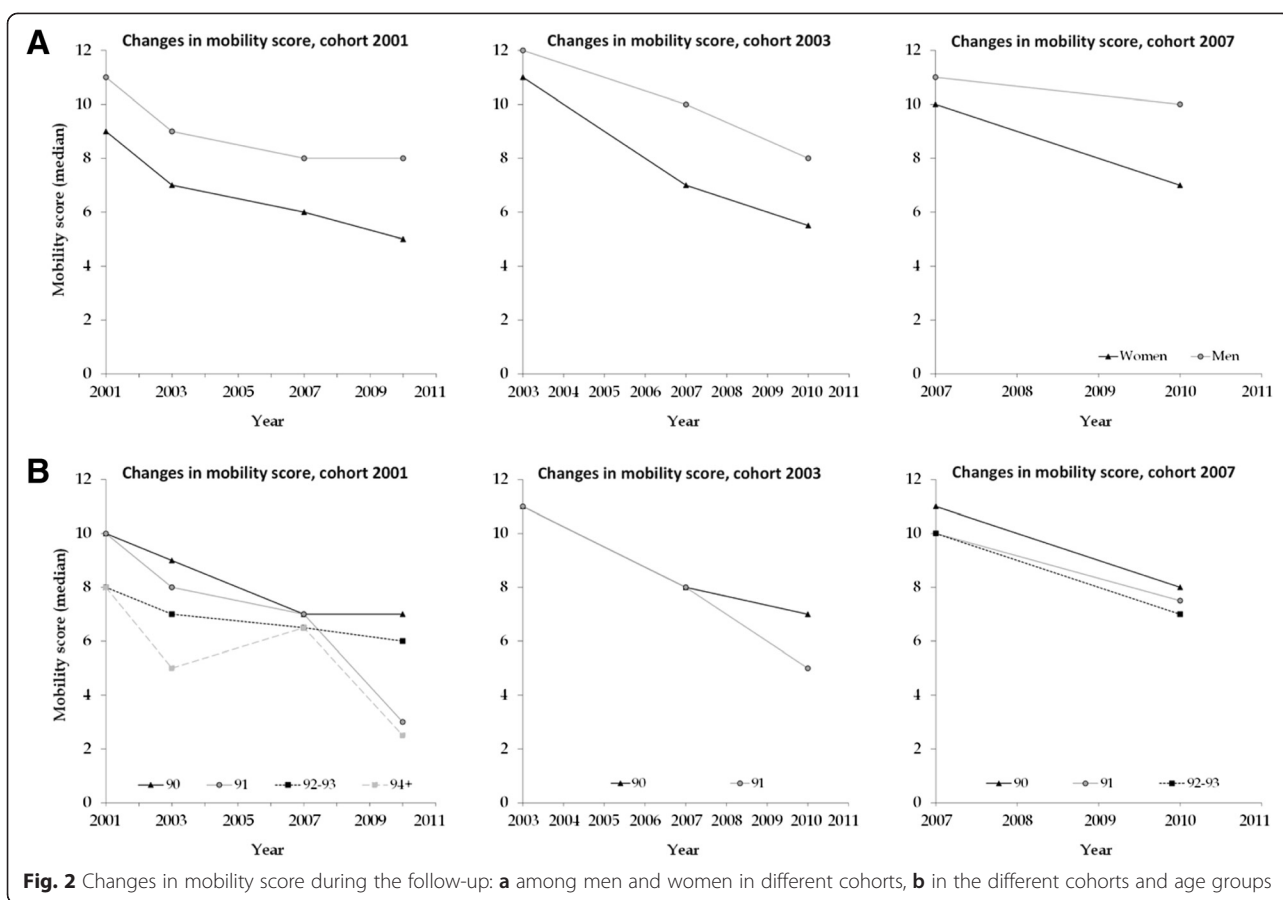 A
Changes in mobility score, cohort 2001
12
10
8
6
4
2
0
Mobility score (median)
2001 2003 2005 2007 2009 2011
Year
Changes in mobility score, cohort 2003
12
10
8
6
4
2
0
2003 2004 2005 2006 2007 2008 2009 2010 2011
Year
Changes in mobility score, cohort 2007
12
10
8
6
4
2
0
Women Men
2007 2008 2009 2010 2011
Year
B
Changes in mobility score, cohort 2001
12
10
8
6
4
2
0
Mobility score (median)
90 91 92-93 94+
2001 2003 2005 2007 2009 2011
Year
Changes in mobility score, cohort 2003
12
10
8
6
4
2
0
90 91
2003 2004 2005 2006 2007 2008 2009 2010 2011
Year
Changes in mobility score, cohort 2007
12
10
8
6
4
2
0
90 91 92-93
2007 2008 2009 2010 2011
Year
Fig. 2 Changes in mobility score during the follow-up: a among men and women in different cohorts, b in the different cohorts and age groups